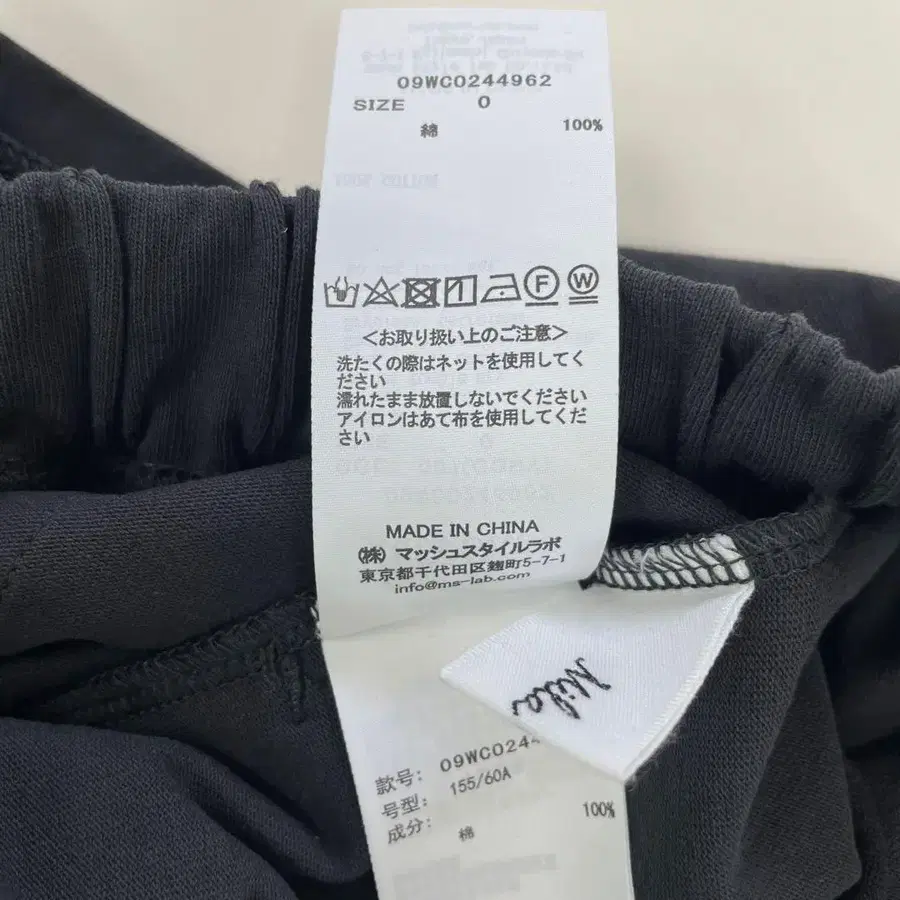 09WCO244962
SIZE 0
綿 100%
F W
<お取り扱い上のご注意>
洗たくの際はネットを使用してく
ださい
濡れたまま放置しないでください
アイロンはあて布を使用してくだ
さい
MADE IN CHINA
(株) マッシュスタイルラボ
東京都千代田区麹町5-7-1
info@ms-lab.com
款号: 09WCO24
号型: 155/60A
成分: 綿 100%